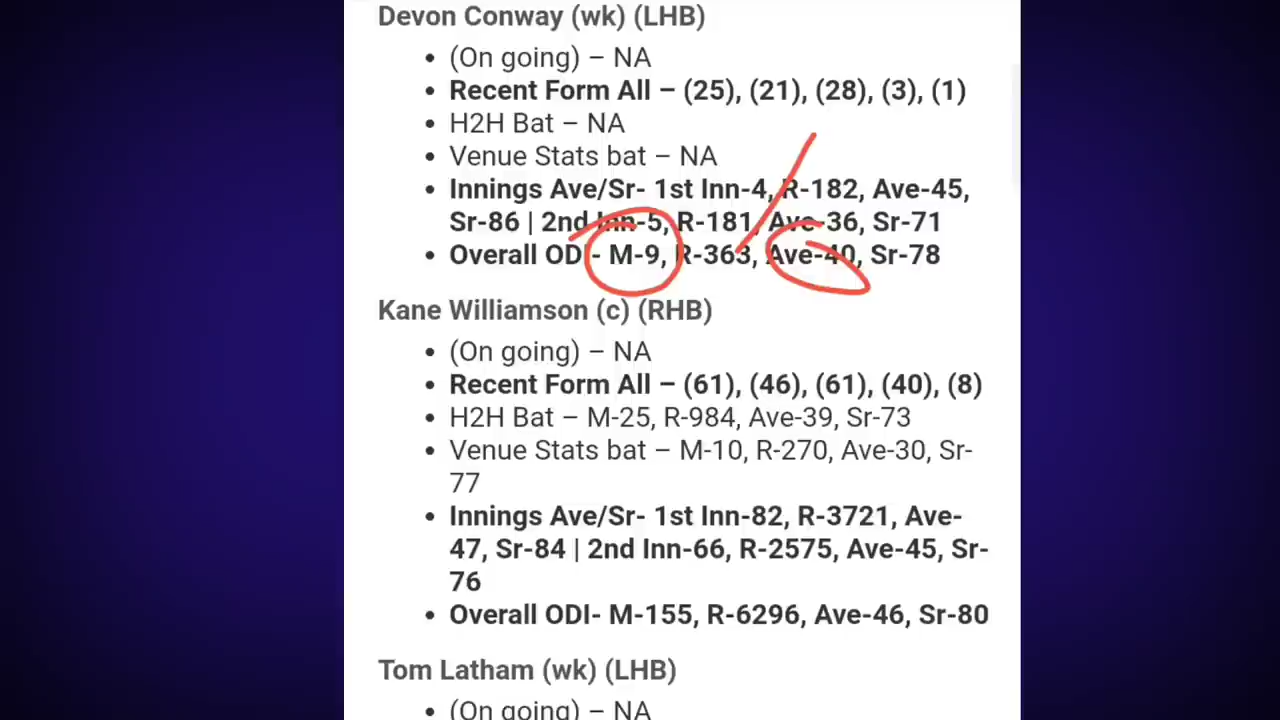 Devon Conway (wk) (LHB)
• (On going) – NA
• Recent Form All – (25), (21), (28), (3), (1)
• H2H Bat – NA
• Venue Stats bat – NA
• Innings Ave/Sr- 1st Inn-4, R-182, Ave-45,
Sr-86 | 2nd Inn-5, R-181, Ave-36, Sr-71
• Overall ODI- M-9, R-363, Ave-40, Sr-78
Kane Williamson (c) (RHB)
• (On going) – NA
• Recent Form All – (61), (46), (61), (40), (8)
• H2H Bat – M-25, R-984, Ave-39, Sr-73
• Venue Stats bat – M-10, R-270, Ave-30, Sr-
77
• Innings Ave/Sr- 1st Inn-82, R-3721, Ave-
47, Sr-84 | 2nd Inn-66, R-2575, Ave-45, Sr-
76
• Overall ODI- M-155, R-6296, Ave-46, Sr-80
Tom Latham (wk) (LHB)
• (On going) – NA